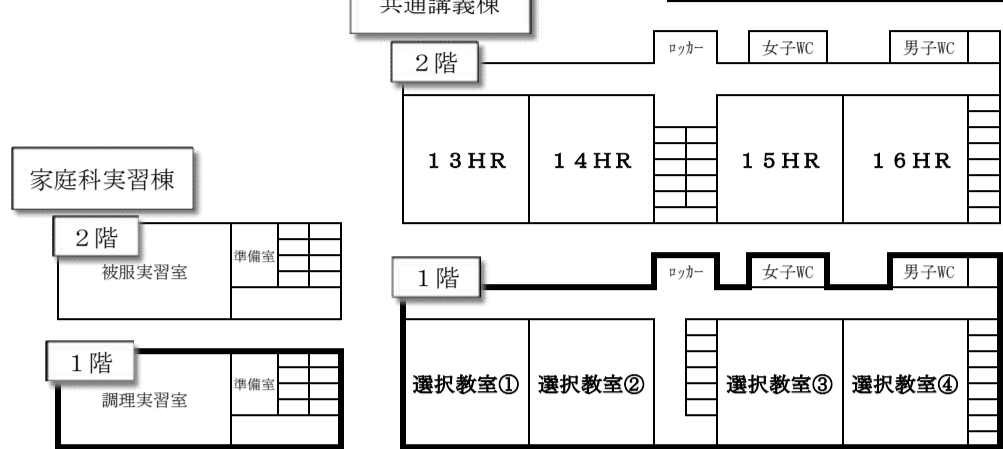 共通講義棟
2階
ロッカー
女子WC
男子WC
13HR
14HR
15HR
16HR
家庭科実習棟
2階
被服実習室
準備室
1階
ロッカー
女子WC
男子WC
選択教室①
選択教室②
選択教室③
選択教室④
1階
調理実習室
準備室